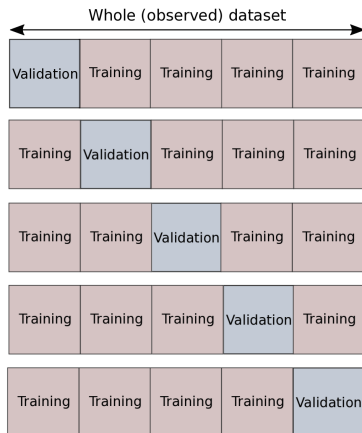 Whole (observed) dataset
Validation Training Training Training Training
Training Validation Training Training Training
Training Training Validation Training Training
Training Training Training Validation Training
Training Training Training Training Validation